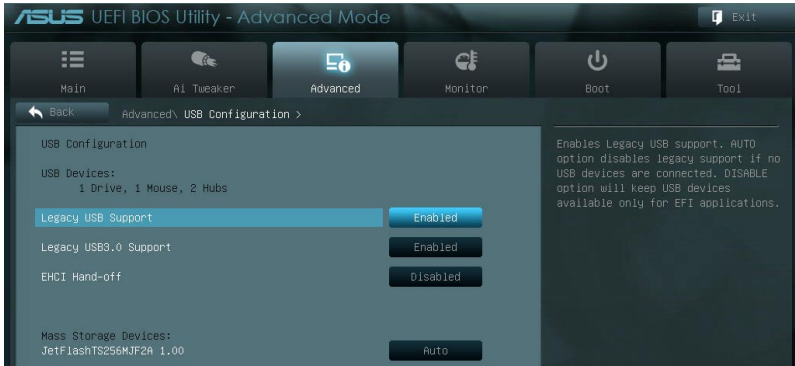 ASUS UEFI BIOS Utility - Advanced Mode
Exit
Main
Ai Tweaker
Advanced
Monitor
Boot
Tool
Back
Advanced\ USB Configuration >
USB Configuration
USB Devices:
1 Drive, 1 Mouse, 2 Hubs
Legacy USB Support
Enabled
Legacy USB3.0 Support
Enabled
EHCI Hand-off
Disabled
Mass Storage Devices:
JetFlashTS256MJF2A 1.00
Auto
Enables Legacy USB support. AUTO
option disables legacy support if no
USB devices are connected. DISABLE
option will keep USB devices
available only for EFI applications.